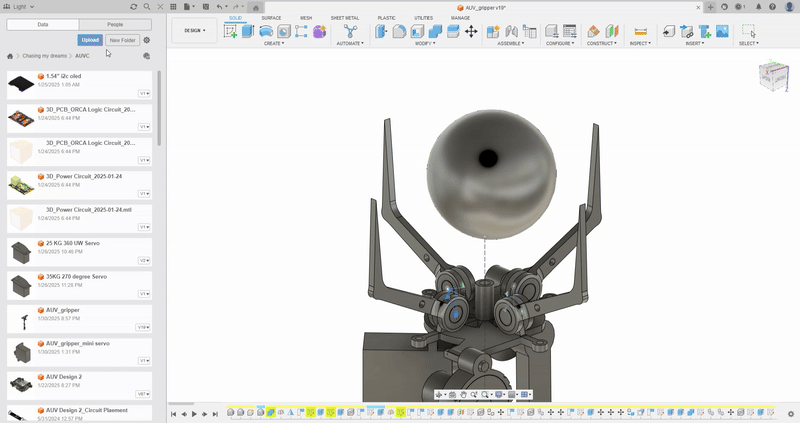 Light
AUV_gripper v19*
1
Data
People
Upload
New Folder
Chasing my dreams
AUVC
DESIGN
SOLID
SURFACE
MESH
SHEET METAL
PLASTIC
UTILITIES
MANAGE
CREATE
AUTOMATE
MODIFY
ASSEMBLE
CONFIGURE
CONSTRUCT
INSPECT
INSERT
SELECT
1.54" i2c oled
1/25/2025 1:05 AM
V1
3D_PCB_ORCA Logic Circuit_20...
1/24/2025 6:44 PM
V1
3D_PCB_ORCA Logic Circuit_20...
1/24/2025 6:44 PM
V1
3D_Power Circuit_2025-01-24
1/24/2025 6:44 PM
V1
3D_Power Circuit_2025-01-24.mtl
1/24/2025 6:44 PM
V1
25 KG 360 UW Servo
1/28/2025 10:46 PM
V2
35KG 270 degree Servo
1/26/2025 11:28 PM
V1
AUV_gripper
1/30/2025 8:57 PM
V19
AUV_gripper_mini servo
1/30/2025 1:31 PM
V1
AUV Design 2
1/22/2025 8:27 PM
V87
AUV Design 2_Circuit Placment
5/31/2024 12:57 PM